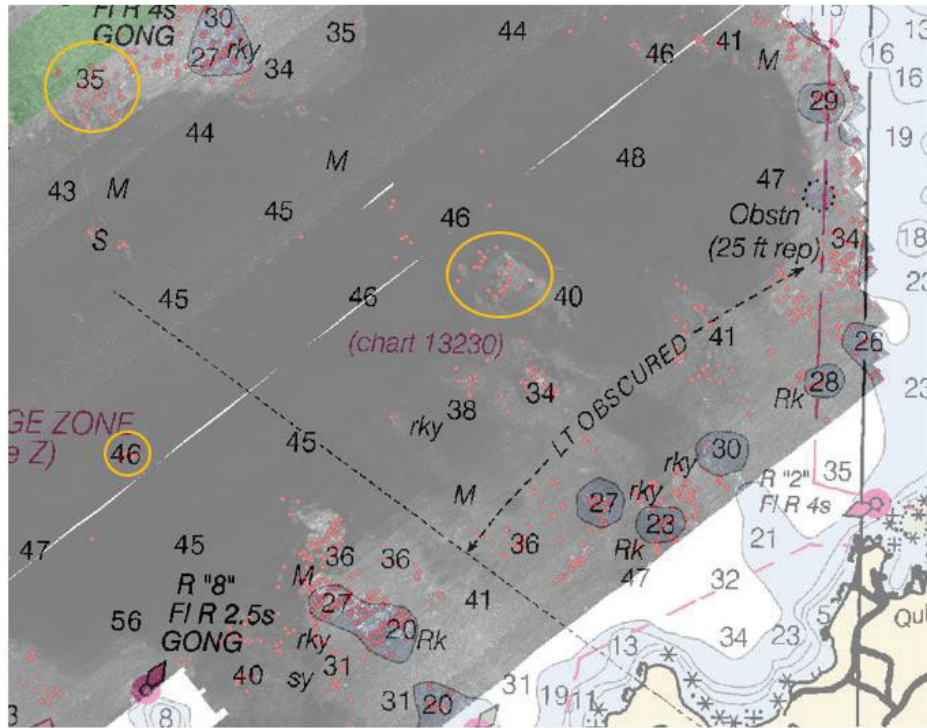 Fl R 4s
GONG
30
27 rky
34
35
35
44
46
41
M
15
13
16
16
29
19
44
M
48
43
M
S
45
46
47
Obstn
(25 ft rep)
34
18
23
45
46
40
(chart 13230)
41
26
28
Rk
23
34
38
rky
LT OBSCURED
GE ZONE
e Z)
46
45
M
rky
30
rky
27
23
Rk
35
R "2"
Fl R 4s
21
47
45
36
36
36
47
32
R "8"
Fl R 2.5s
GONG
56
M
27
20
Rk
rky
41
31
40
sy
13
34
23
5
Qu
31
20
31
19
11
3
8